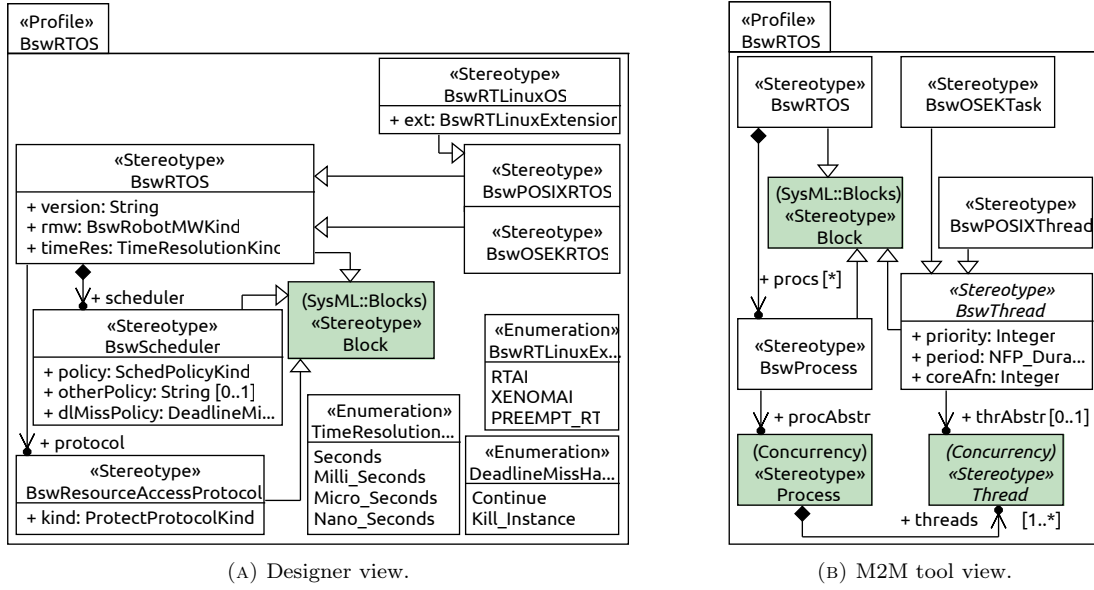 «Profile»
BswRTOS
«Stereotype»
BswRTLinuxOS
+ ext: BswRTLinuxExtension
«Stereotype»
BswRTOS
+ version: String
+ rmw: BswRobotMWKind
+ timeRes: TimeResolutionKind
«Stereotype»
BswPOSIXRTOS
«Stereotype»
BswOSEKRTOS
+ scheduler
(SysML::Blocks)
«Stereotype»
Block
«Stereotype»
BswScheduler
+ policy: SchedPolicyKind
+ otherPolicy: String [0..1]
+ dlMissPolicy: DeadlineMi...
«Enumeration»
BswRTLinuxEx...
RTAI
XENOMAI
PREEMPT_RT
+ protocol
«Stereotype»
BswResourceAccessProtocol
+ kind: ProtectProtocolKind
«Enumeration»
TimeResolution...
Seconds
Milli_Seconds
Micro_Seconds
Nano_Seconds
«Enumeration»
DeadlineMissHa...
Continue
Kill_Instance
(A) Designer view.
«Profile»
BswRTOS
«Stereotype»
BswRTOS
«Stereotype»
BswOSEKTask
(SysML::Blocks)
«Stereotype»
Block
«Stereotype»
BswPOSIXThread
+ procs [*]
«Stereotype»
BswProcess
«Stereotype»
BswThread
+ priority: Integer
+ period: NFP_Dura...
+ coreAfn: Integer
+ procAbstr
+ thrAbstr [0..1]
(Concurrency)
«Stereotype»
Process
(Concurrency)
«Stereotype»
Thread
+ threads [1..*]
(B) M2M tool view.